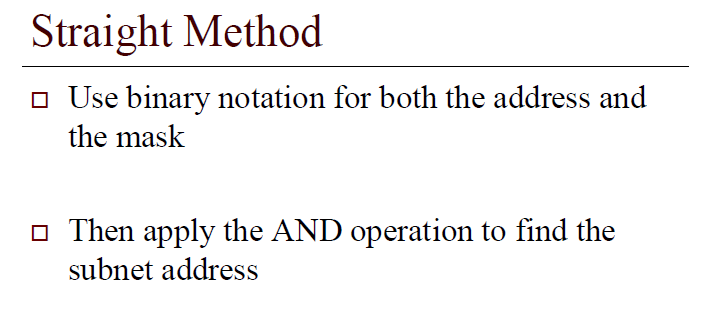 Straight Method
Use binary notation for both the address and
the mask
Then apply the AND operation to find the
subnet address